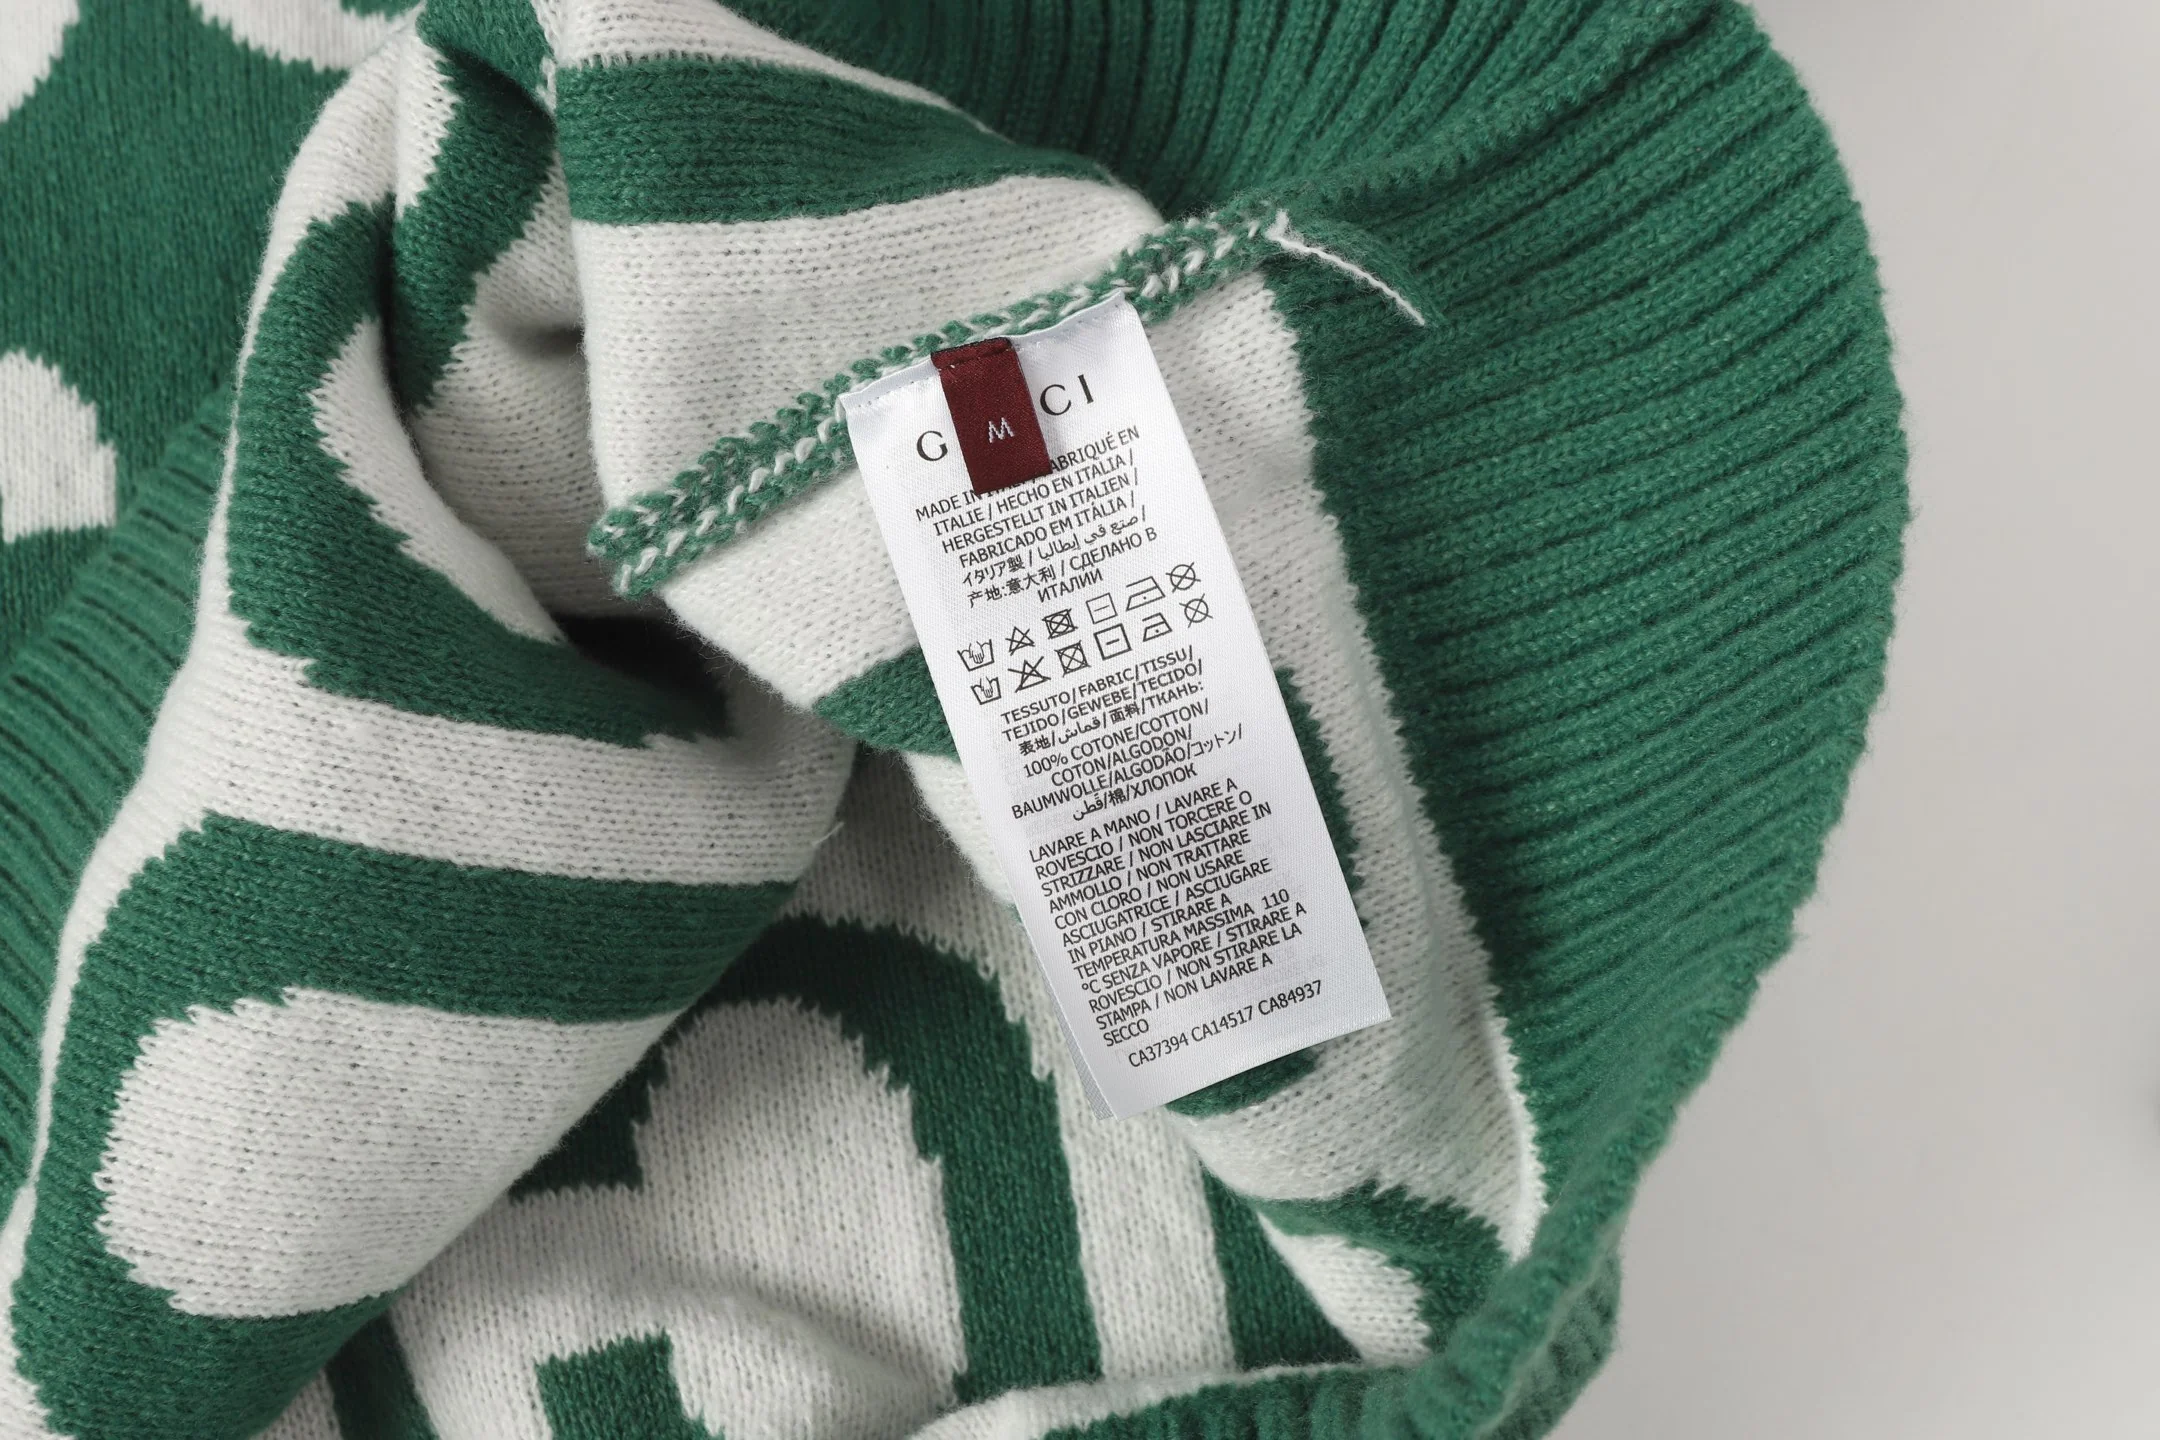 G CCI
M
MADE IN ITALY / FABRIQUÉ EN
ITALIE / HECHO EN ITALIA /
HERGESTELLT IN ITALIEN /
FABRICADO EM ITÁLIA /
イタリア製 / صنع في إيطاليا /
产地:意大利 / СДЕЛАНО В
ИТАЛИИ
TESSUTO/FABRIC/TISSU/
TEJIDO/GEWEBE/TECIDO/
表地/قماش/面料/ТКАНЬ:
100% COTONE/COTTON/
COTON/ALGODON/
BAUMWOLLE/ALGODÃO/コットン/
قطن/棉/ХЛОПОК
LAVARE A MANO / LAVARE A
ROVESCIO / NON TORCERE O
STRIZZARE / NON LASCIARE IN
AMMOLLO / NON TRATTARE
CON CLORO / NON USARE
ASCIUGATRICE / ASCIUGARE
IN PIANO / STIRARE A
TEMPERATURA MASSIMA 110
°C SENZA VAPORE / STIRARE A
ROVESCIO / NON STIRARE LA
STAMPA / NON LAVARE A
SECCO
CA37394 CA14517 CA84937